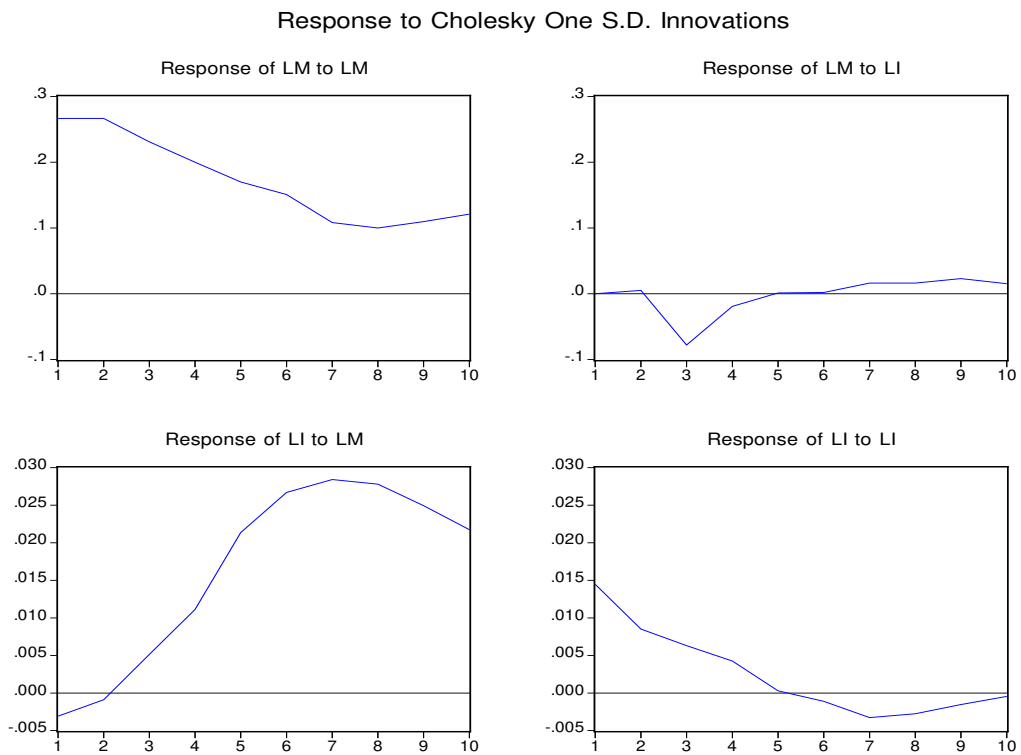 Response to Cholesky One S.D. Innovations
Response of LM to LM
.3
.2
.1
.0
-.1
1 2 3 4 5 6 7 8 9 10
Response of LM to LI
.3
.2
.1
.0
-.1
1 2 3 4 5 6 7 8 9 10
Response of LI to LM
.030
.025
.020
.015
.010
.005
.000
-.005
1 2 3 4 5 6 7 8 9 10
Response of LI to LI
.030
.025
.020
.015
.010
.005
.000
-.005
1 2 3 4 5 6 7 8 9 10